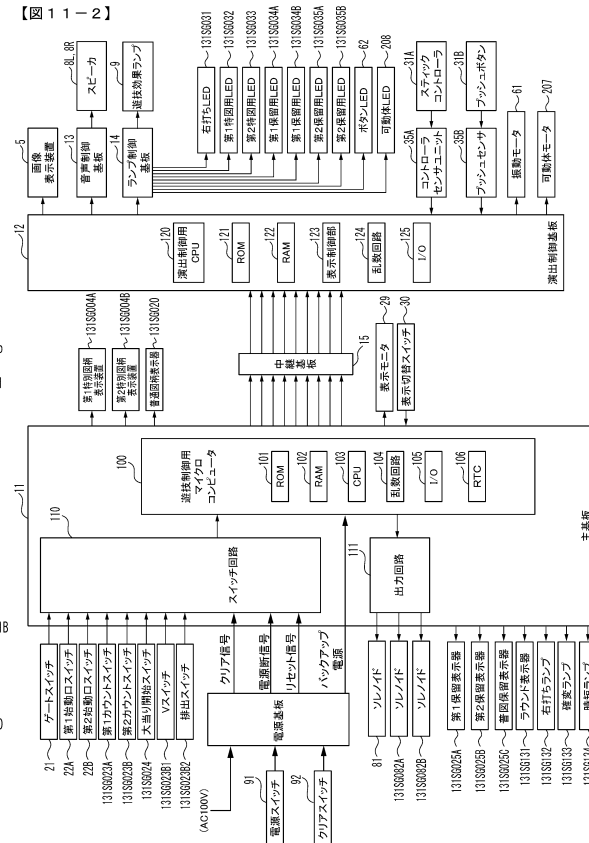 【図11-2】
5
画像
表示装置
13
音声制御
基板
8L, 8R
スピーカ
14
ランプ制御
基板
9
遊技効果ランプ
右打ちLED
131SG031
第1特図用LED
131SG032
第2特図用LED
131SG033
第1保留用LED
131SG034A
第1保留用LED
131SG034B
第2保留用LED
131SG035A
第2保留用LED
131SG035B
ボタンLED
62
可動体LED
208
35A
コントローラ
センサユニット
31A
スティック
コントローラ
35B
プッシュセンサ
31B
プッシュボタン
振動モータ
61
可動体モータ
207
12
演出制御用
CPU
120
ROM
121
RAM
122
表示制御部
123
乱数回路
124
I/O
125
演出制御基板
第1特別図柄
表示装置
131SG004A
第2特別図柄
表示装置
131SG004B
普通図柄表示器
131SG020
中継
基板
15
表示モニタ
29
表示切替スイッチ
30
11
100
遊技制御用
マイクロ
コンピュータ
101
ROM
102
RAM
103
CPU
104
乱数回路
105
I/O
106
RTC
110
スイッチ回路
111
出力回路
主基板
ゲートスイッチ
21
第1始動口スイッチ
22A
第2始動口スイッチ
22B
第1カウントスイッチ
131SG023A
第2カウントスイッチ
131SG023B
大当り開始スイッチ
131SG024
Vスイッチ
131SG023B1
排出スイッチ
131SG023B2
クリア信号
電源断信号
リセット信号
バックアップ
電源
電源基板
(AC100V)
91
電源スイッチ
92
クリアスイッチ
ソレノイド
81
ソレノイド
131SG082A
ソレノイド
131SG082B
第1保留表示器
131SG025A
第2保留表示器
131SG025B
普図保留表示器
131SG025C
ラウンド表示器
131SG131
右打ちランプ
131SG132
確変ランプ
131SG133
時短ランプ
131SG134